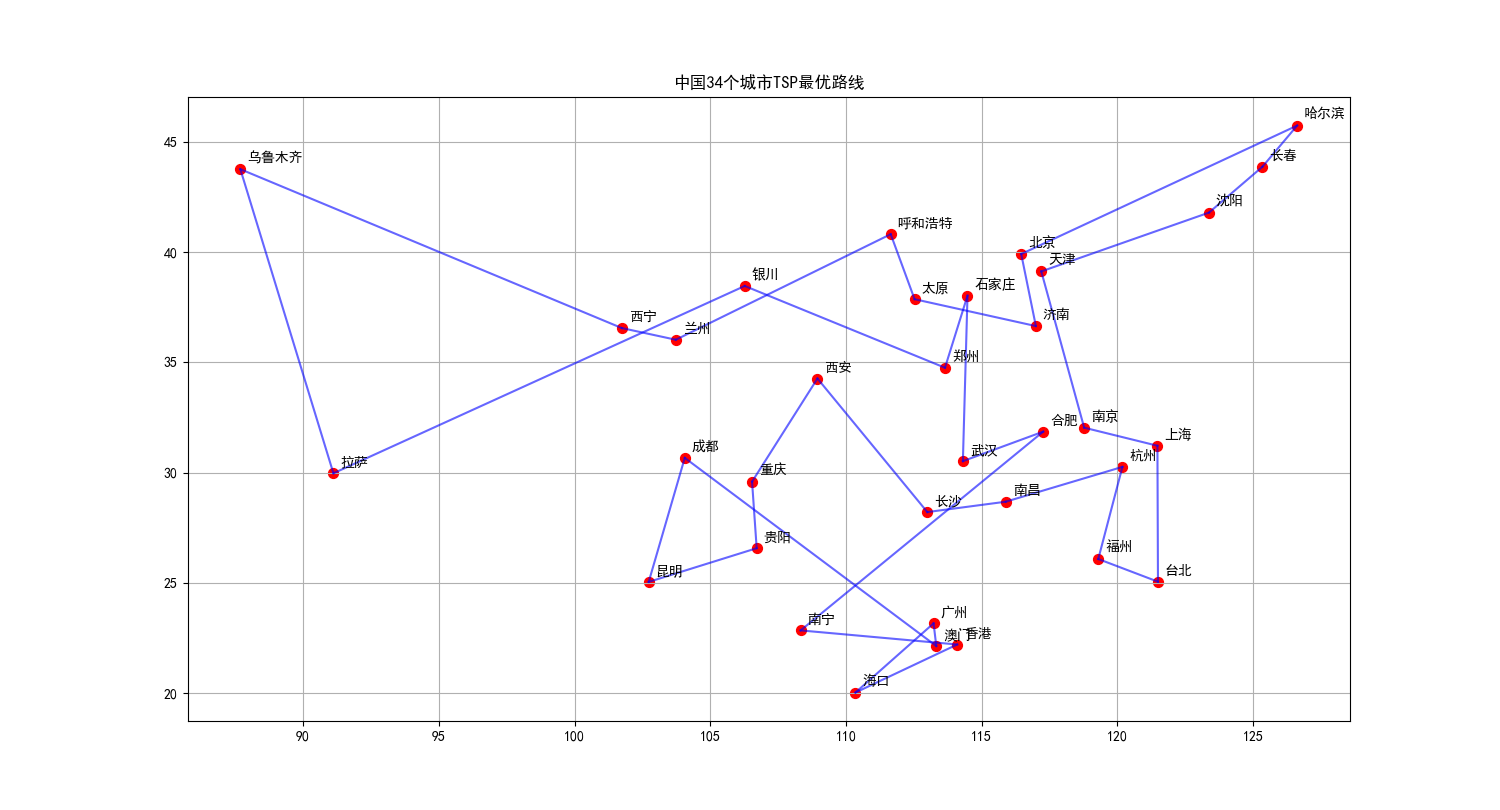 中国34个城市TSP最优路线
哈尔滨
45
乌鲁木齐
长春
沈阳
呼和浩特
北京
40
天津
银川
石家庄
太原
西宁
济南
兰州
郑州
35
西安
合肥
南京
上海
成都
武汉
杭州
拉萨
重庆
30
南昌
长沙
贵阳
福州
昆明
台北
25
广州
南宁
澳门
香港
海口
20
90
95
100
105
110
115
120
125